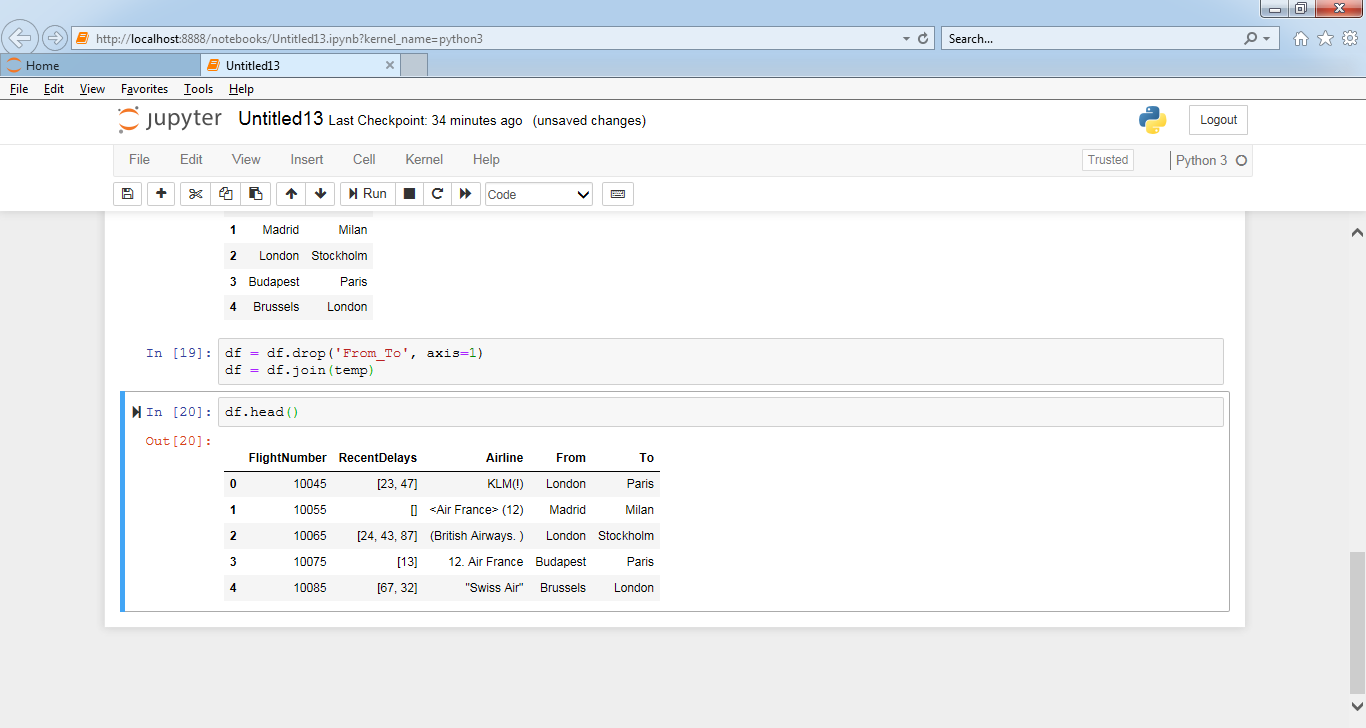 http://localhost:8888/notebooks/Untitled13.ipynb?kernel_name=python3 Search...
Home Untitled13
File Edit View Favorites Tools Help
jupyter Untitled13 Last Checkpoint: 34 minutes ago (unsaved changes) Logout
File Edit View Insert Cell Kernel Help Trusted Python 3
Run Code
1 Madrid Milan
2 London Stockholm
3 Budapest Paris
4 Brussels London
In [19]: df = df.drop('From_To', axis=1)
df = df.join(temp)
In [20]: df.head()
Out[20]:
FlightNumber RecentDelays Airline From To
0 10045 [23, 47] KLM(!) London Paris
1 10055 [] <Air France> (12) Madrid Milan
2 10065 [24, 43, 87] (British Airways. ) London Stockholm
3 10075 [13] 12. Air France Budapest Paris
4 10085 [67, 32] "Swiss Air" Brussels London